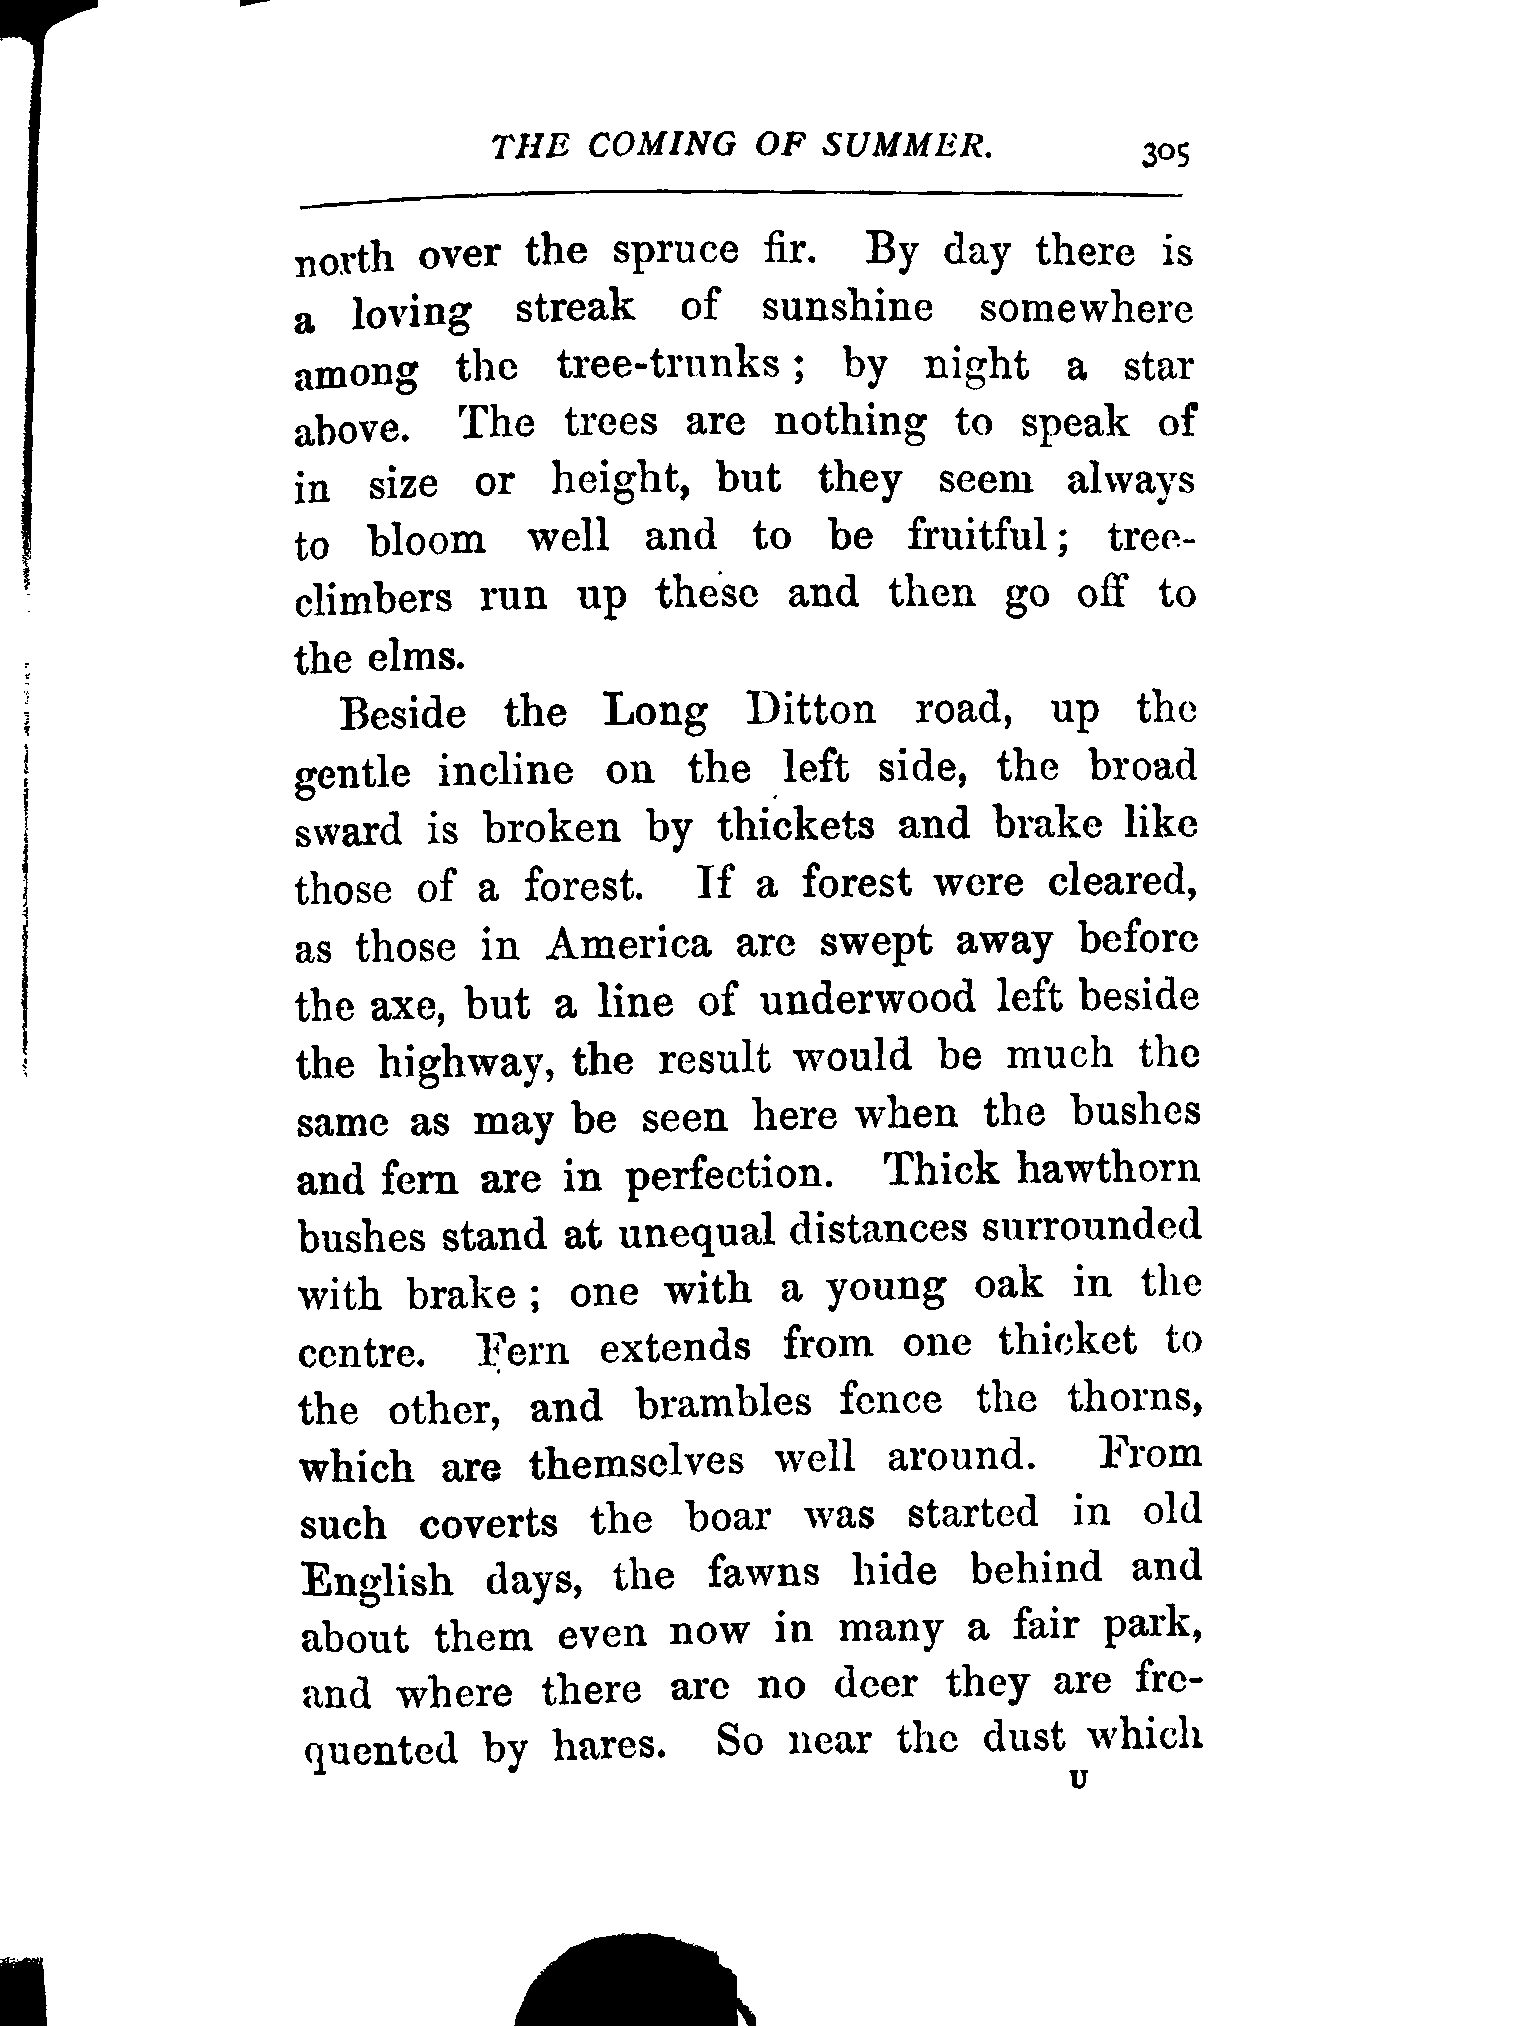 THE COMING OF SUMMER. 305
north over the spruce fir. By day there is
a loving streak of sunshine somewhere
among the tree-trunks; by night a star
above. The trees are nothing to speak of
in size or height, but they seem always
to bloom well and to be fruitful; tree-
climbers run up these and then go off to
the elms.
Beside the Long Ditton road, up the
gentle incline on the left side, the broad
sward is broken by thickets and brake like
those of a forest. If a forest were cleared,
as those in America are swept away before
the axe, but a line of underwood left beside
the highway, the result would be much the
same as may be seen here when the bushes
and fern are in perfection. Thick hawthorn
bushes stand at unequal distances surrounded
with brake; one with a young oak in the
centre. Fern extends from one thicket to
the other, and brambles fence the thorns,
which are themselves well around. From
such coverts the boar was started in old
English days, the fawns hide behind and
about them even now in many a fair park,
and where there are no deer they are fre-
quented by hares. So near the dust which
U